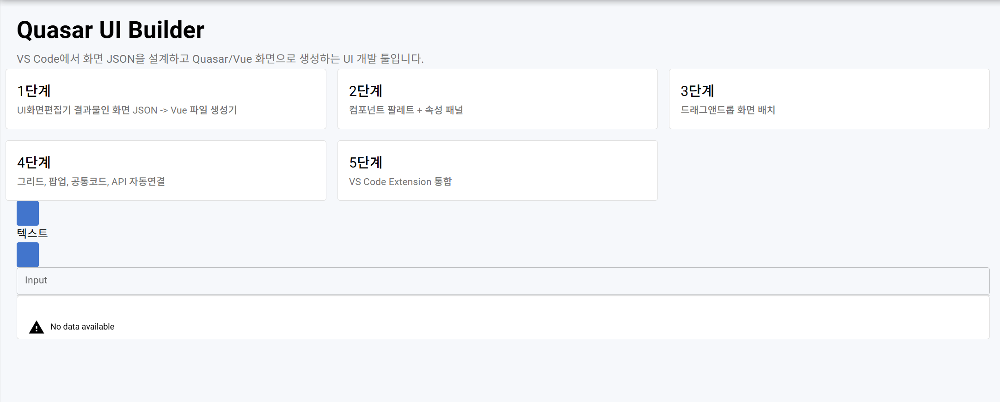 Quasar UI Builder
VS Code에서 화면 JSON을 설계하고 Quasar/Vue 화면으로 생성하는 UI 개발 툴입니다.
1단계
UI화면편집기 결과물인 화면 JSON -> Vue 파일 생성기
2단계
컴포넌트 팔레트 + 속성 패널
3단계
드래그앤드롭 화면 배치
4단계
그리드, 팝업, 공통코드, API 자동연결
5단계
VS Code Extension 통합
텍스트
Input
No data available